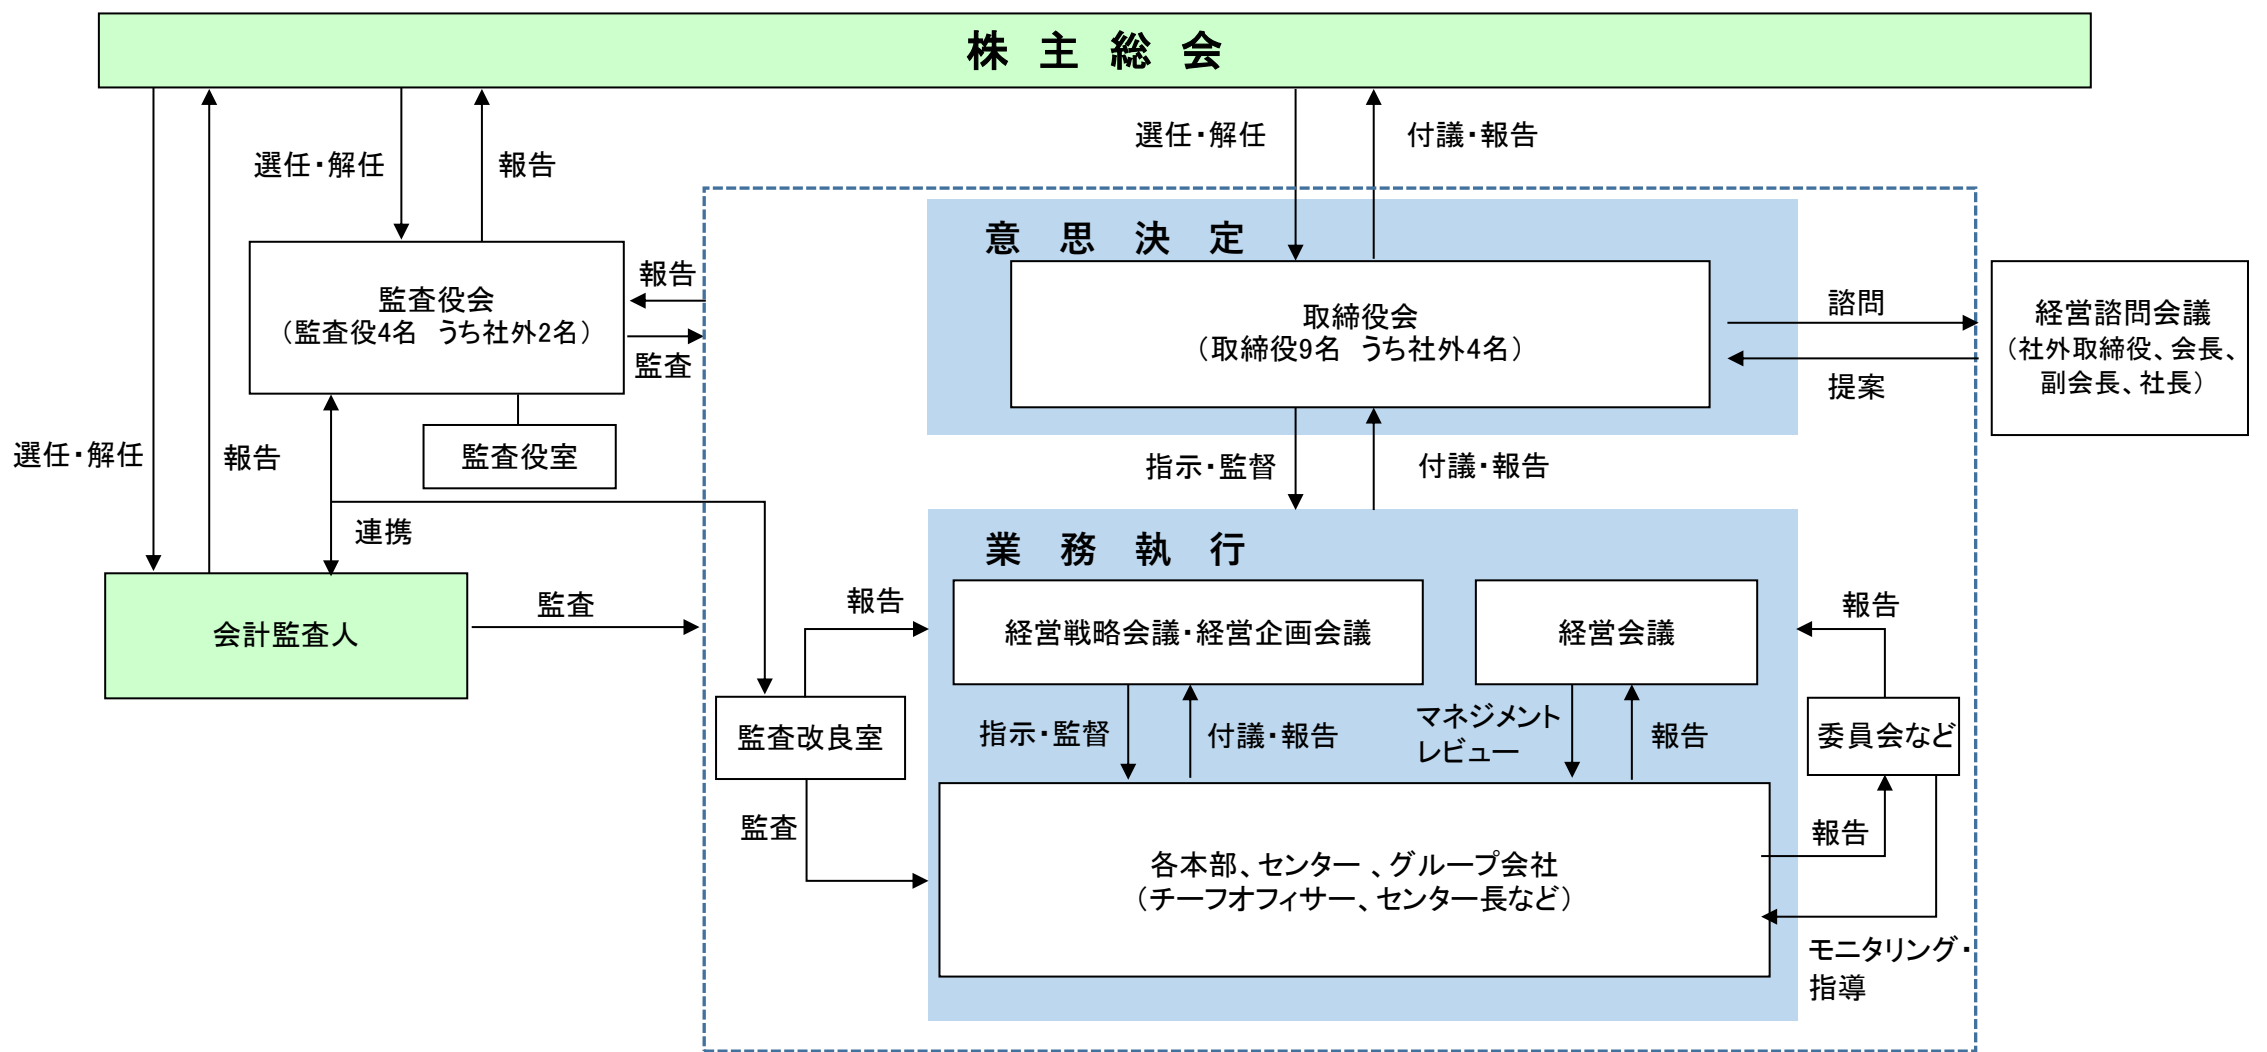 株 主 総 会
選任・解任
付議・報告
選任・解任
報告
意 思 決 定
報告
監査役会
（監査役4名 うち社外2名）
監査
取締役会
（取締役9名 うち社外4名）
諮問
提案
経営諮問会議
（社外取締役、会長、
副会長、社長）
選任・解任
報告
監査役室
指示・監督
付議・報告
連携
業 務 執 行
会計監査人
監査
報告
経営戦略会議・経営企画会議
経営会議
報告
監査改良室
指示・監督
付議・報告
マネジメント
レビュー
報告
委員会など
監査
報告
各本部、センター 、グループ会社
（チーフオフィサー、センター長など）
モニタリング・
指導